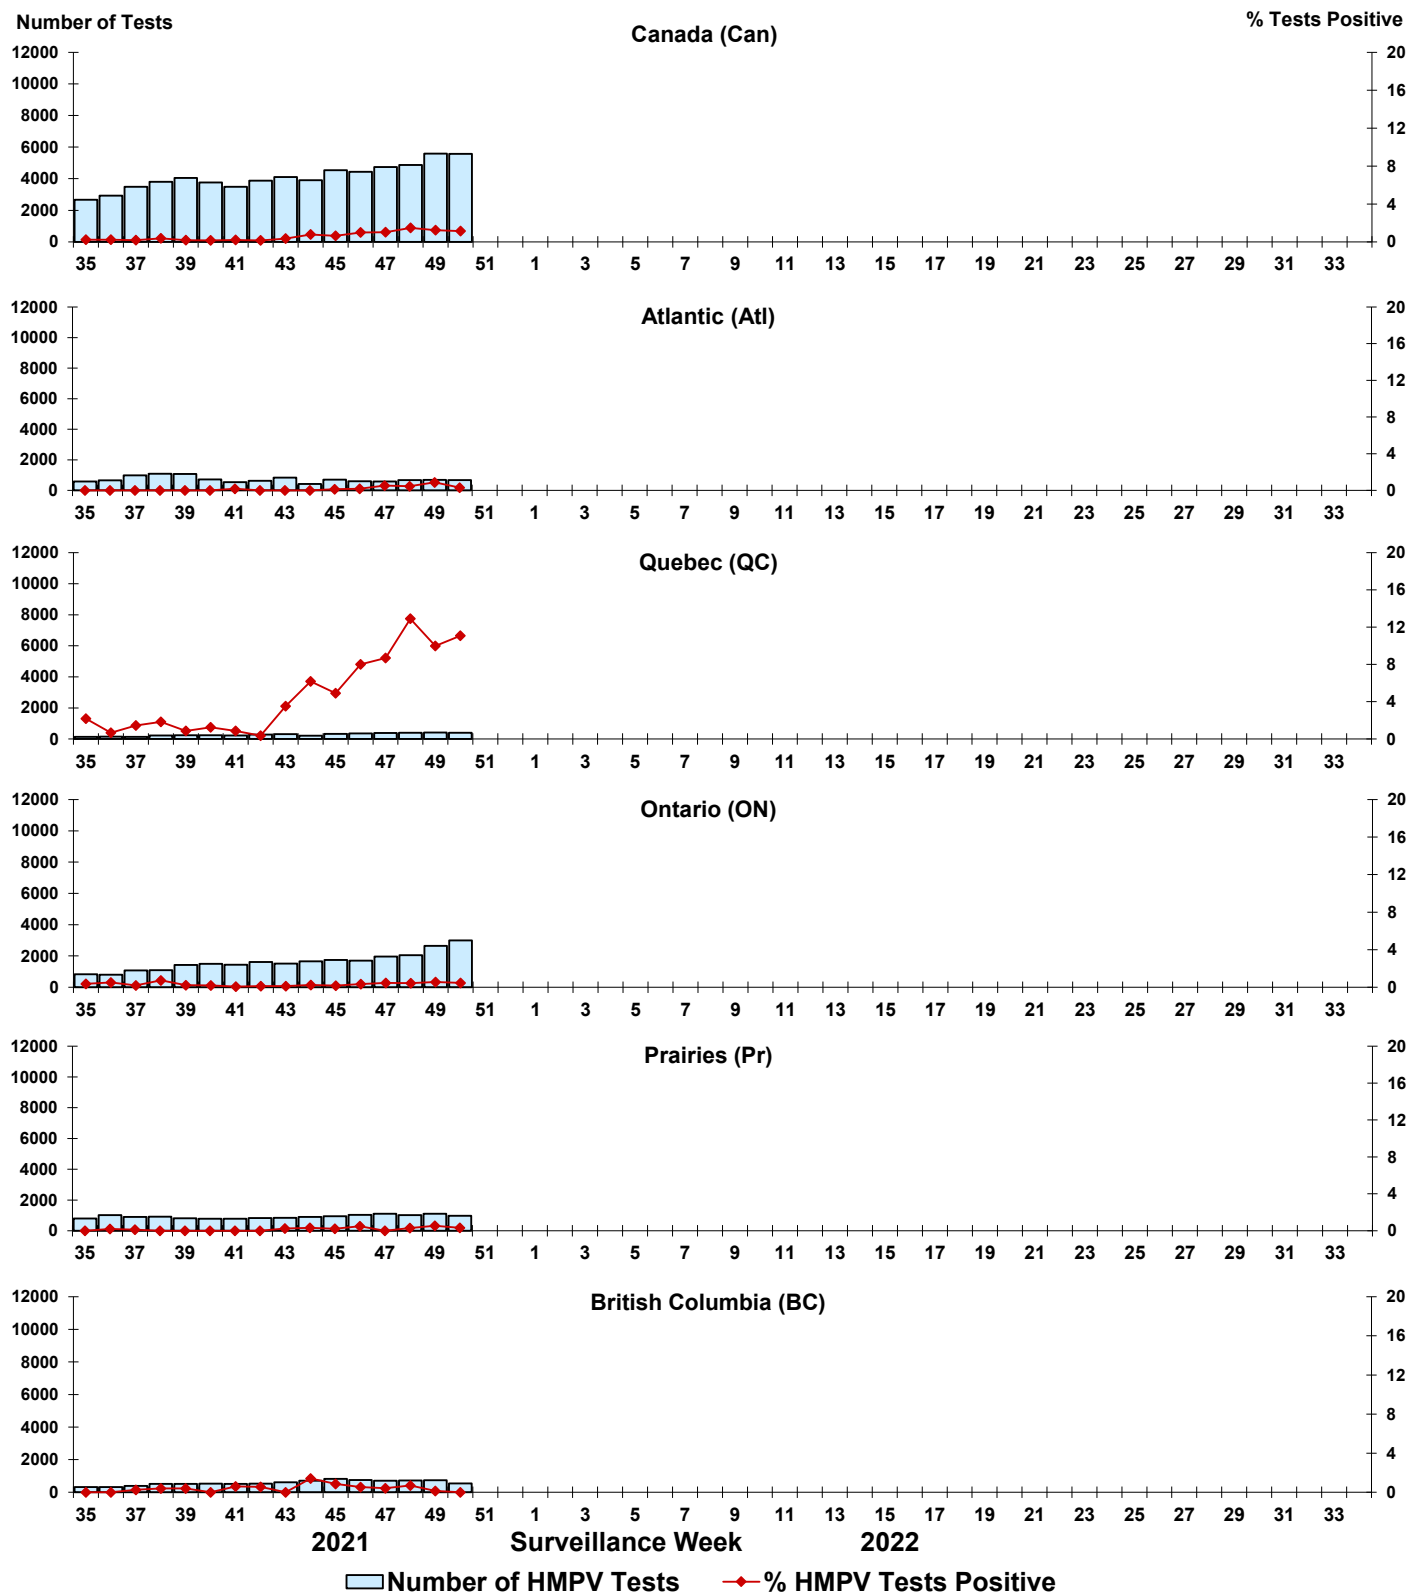 Number of Tests
% Tests Positive
Canada (Can)
12000 20
10000 16
8000 12
6000 8
4000 4
2000 0
0
35 37 39 41 43 45 47 49 51 1 3 5 7 9 11 13 15 17 19 21 23 25 27 29 31 33
Atlantic (Atl)
12000 20
10000 16
8000 12
6000 8
4000 4
2000 0
0
35 37 39 41 43 45 47 49 51 1 3 5 7 9 11 13 15 17 19 21 23 25 27 29 31 33
Quebec (QC)
12000 20
10000 16
8000 12
6000 8
4000 4
2000 0
0
35 37 39 41 43 45 47 49 51 1 3 5 7 9 11 13 15 17 19 21 23 25 27 29 31 33
Ontario (ON)
12000 20
10000 16
8000 12
6000 8
4000 4
2000 0
0
35 37 39 41 43 45 47 49 51 1 3 5 7 9 11 13 15 17 19 21 23 25 27 29 31 33
Prairies (Pr)
12000 20
10000 16
8000 12
6000 8
4000 4
2000 0
0
35 37 39 41 43 45 47 49 51 1 3 5 7 9 11 13 15 17 19 21 23 25 27 29 31 33
British Columbia (BC)
12000 20
10000 16
8000 12
6000 8
4000 4
2000 0
0
35 37 39 41 43 45 47 49 51 1 3 5 7 9 11 13 15 17 19 21 23 25 27 29 31 33
2021 Surveillance Week 2022
Number of HMPV Tests % HMPV Tests Positive